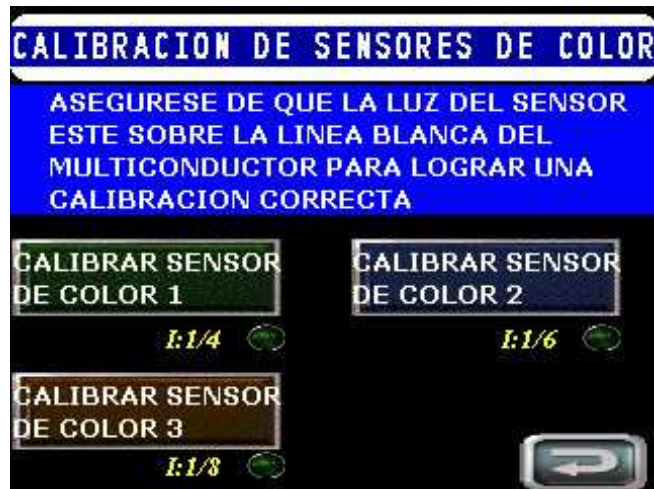 CALIBRACION DE SENSORES DE COLOR
ASEGURESE DE QUE LA LUZ DEL SENSOR
ESTE SOBRE LA LINEA BLANCA DEL
MULTICONDUCTOR PARA LOGRAR UNA
CALIBRACION CORRECTA
CALIBRAR SENSOR
DE COLOR 1
I:1/4
CALIBRAR SENSOR
DE COLOR 2
I:1/6
CALIBRAR SENSOR
DE COLOR 3
I:1/8